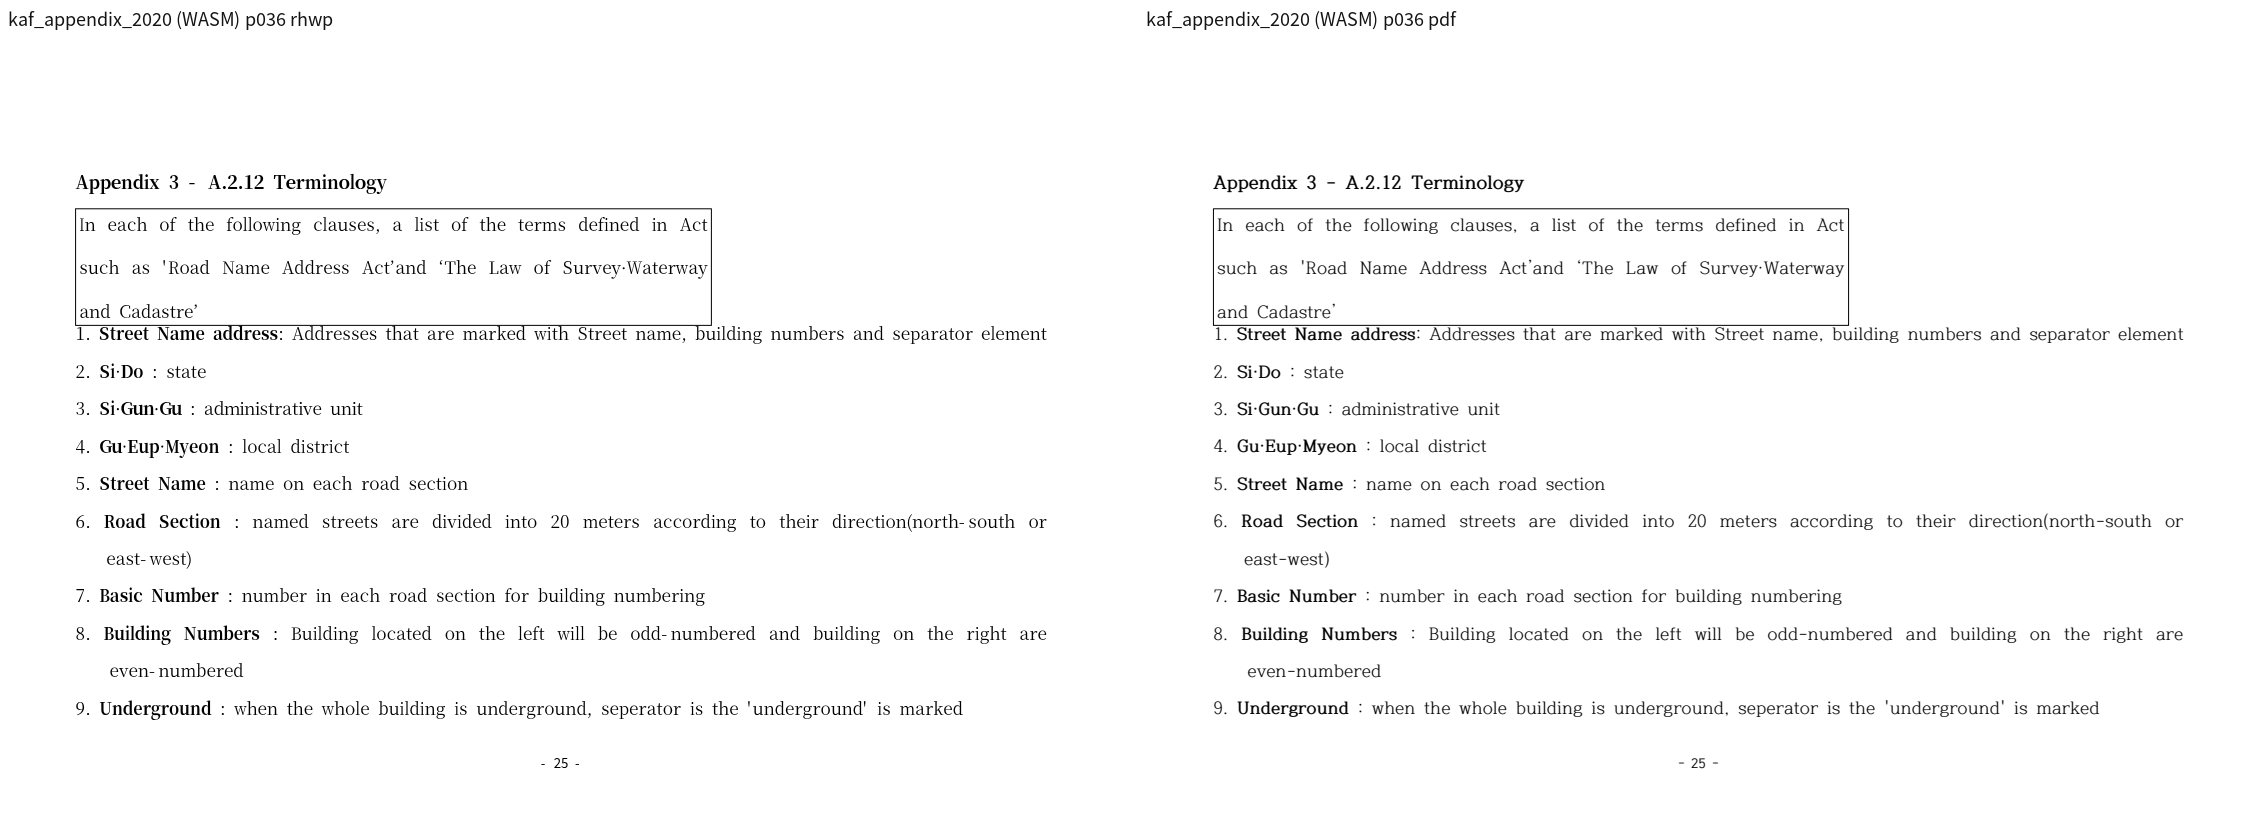 kaf_appendix_2020 (WASM) p036 rhwp
Appendix 3 - A.2.12 Terminology
In each of the following clauses, a list of the terms defined in Act
such as 'Road Name Address Act’and ‘The Law of Survey·Waterway
and Cadastre’
1. Street Name address: Addresses that are marked with Street name, building numbers and separator element
2. Si·Do : state
3. Si·Gun·Gu : administrative unit
4. Gu·Eup·Myeon : local district
5. Street Name : name on each road section
6. Road Section : named streets are divided into 20 meters according to their direction(north-south or
east-west)
7. Basic Number : number in each road section for building numbering
8. Building Numbers : Building located on the left will be odd-numbered and building on the right are
even-numbered
9. Underground : when the whole building is underground, seperator is the 'underground' is marked
- 25 -
kaf_appendix_2020 (WASM) p036 pdf
Appendix 3 - A.2.12 Terminology
In each of the following clauses, a list of the terms defined in Act
such as 'Road Name Address Act’and ‘The Law of Survey·Waterway
and Cadastre’
1. Street Name address: Addresses that are marked with Street name, building numbers and separator element
2. Si·Do : state
3. Si·Gun·Gu : administrative unit
4. Gu·Eup·Myeon : local district
5. Street Name : name on each road section
6. Road Section : named streets are divided into 20 meters according to their direction(north-south or
east-west)
7. Basic Number : number in each road section for building numbering
8. Building Numbers : Building located on the left will be odd-numbered and building on the right are
even-numbered
9. Underground : when the whole building is underground, seperator is the 'underground' is marked
- 25 -